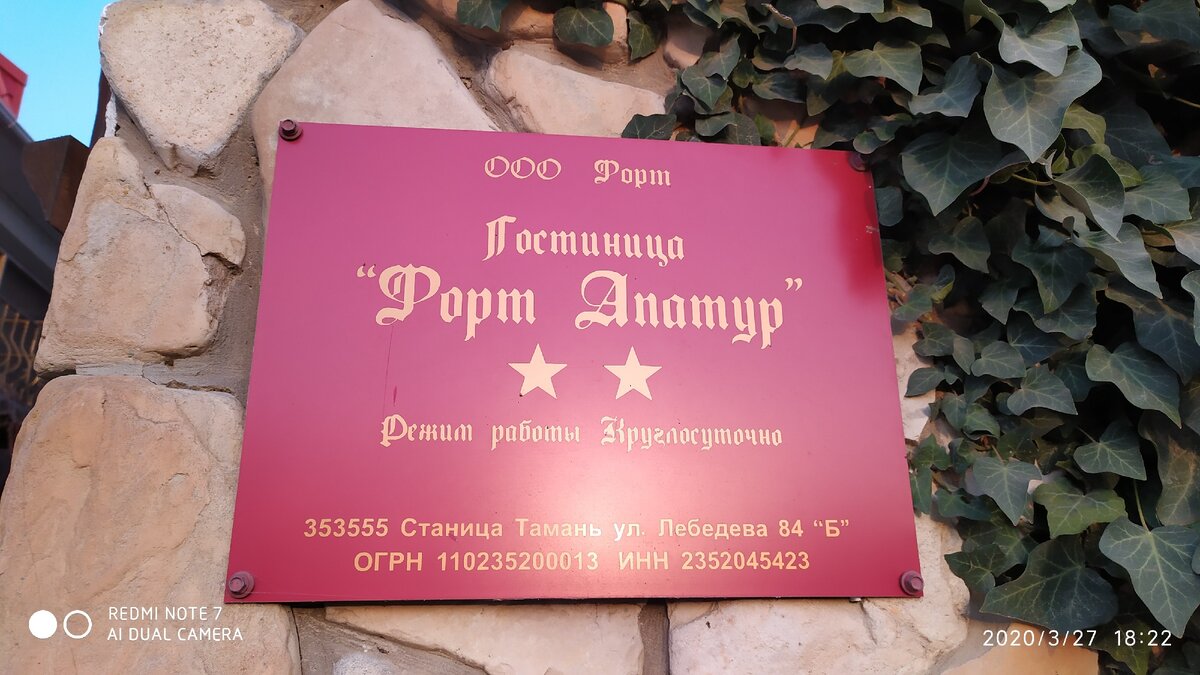 ООО Форт
Гостиница
“Форт Апатур”
Режим работы Круглосуточно
353555 Станица Тамань ул. Лебедева 84 “Б”
ОГРН 110235200013 ИНН 2352045423
REDMI NOTE 7
AI DUAL CAMERA
2020/3/27 18:22